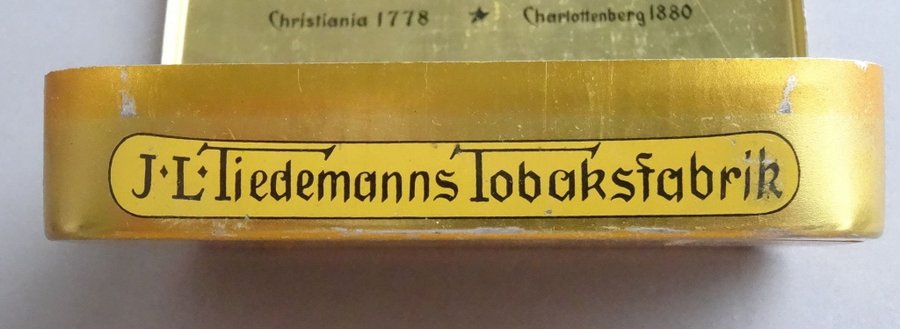 Christiania 1778 ★ Charlottenberg 1880
J·L·Tiedemanns Tobaksfabrik